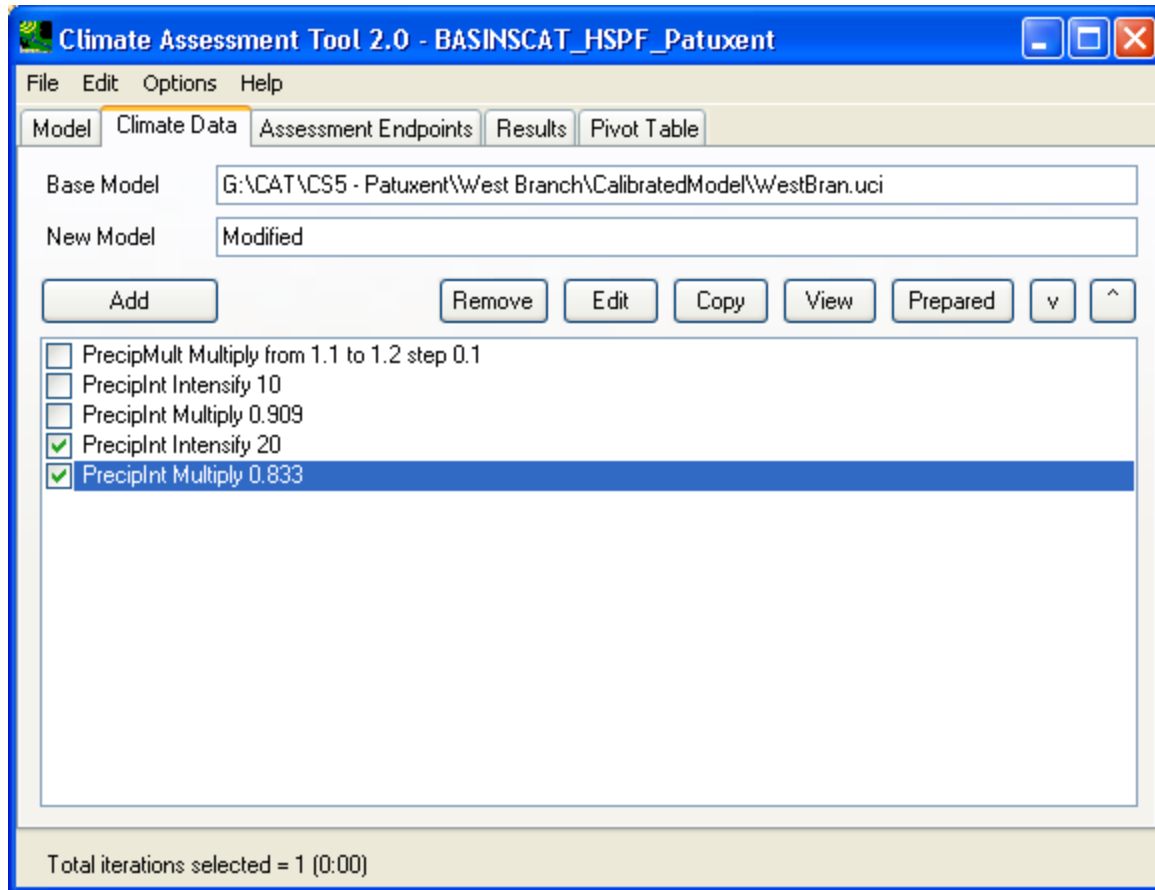 Climate Assessment Tool 2.0 - BASINSCAT_HSPF_Patuxent
File Edit Options Help
Model Climate Data Assessment Endpoints Results Pivot Table
Base Model G:\CAT\CS5 - Patuxent\West Branch\CalibratedModel\WestBran.uci
New Model Modified
Add Remove Edit Copy View Prepared v ^
PrecipMult Multiply from 1.1 to 1.2 step 0.1
PrecipInt Intensify 10
PrecipInt Multiply 0.909
PrecipInt Intensify 20
PrecipInt Multiply 0.833
Total iterations selected = 1 (0:00)